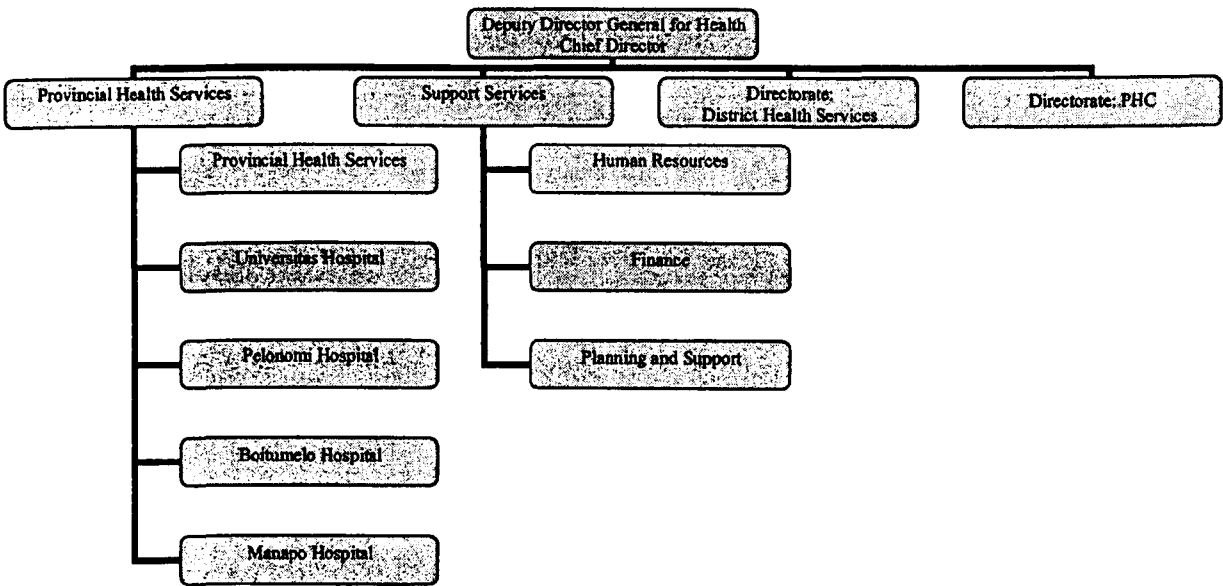 Deputy Director General for Health
Chief Director
Provincial Health Services
Support Services
Directorate:
District Health Services
Directorate: PHC
Provincial Health Services
Human Resources
Universitas Hospital
Finance
Pelonomi Hospital
Planning and Support
Boitumelo Hospital
Manapo Hospital